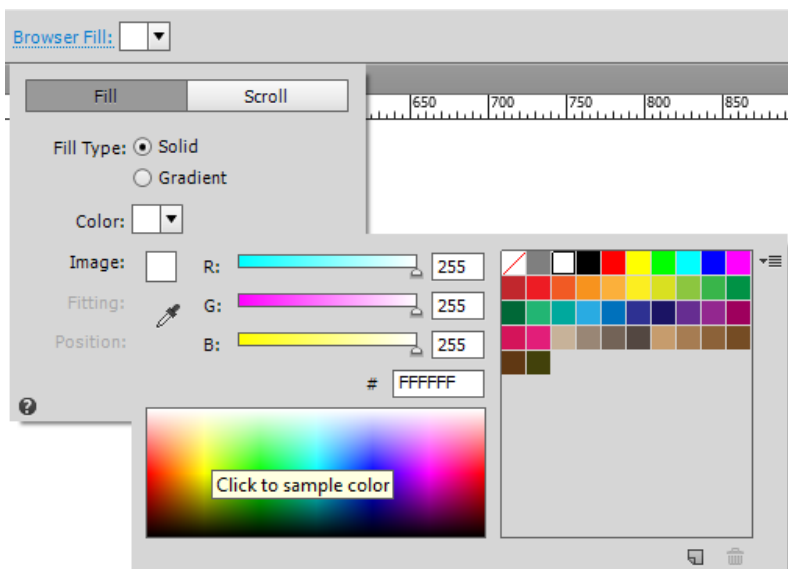 Browser Fill:
Fill Scroll
650 700 750 800 850
Fill Type: Solid
Gradient
Color:
Image:
Fitting:
Position:
R: 255
G: 255
B: 255
# FFFFFF
?
Click to sample color